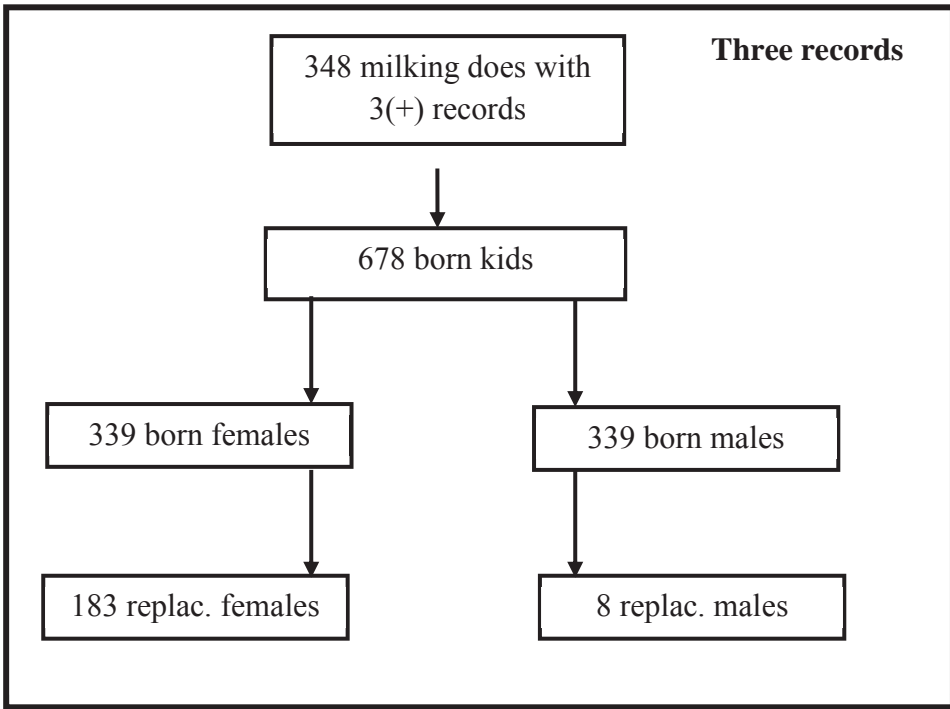 Three records
348 milking does with
3(+) records
678 born kids
339 born females
339 born males
183 replac. females
8 replac. males